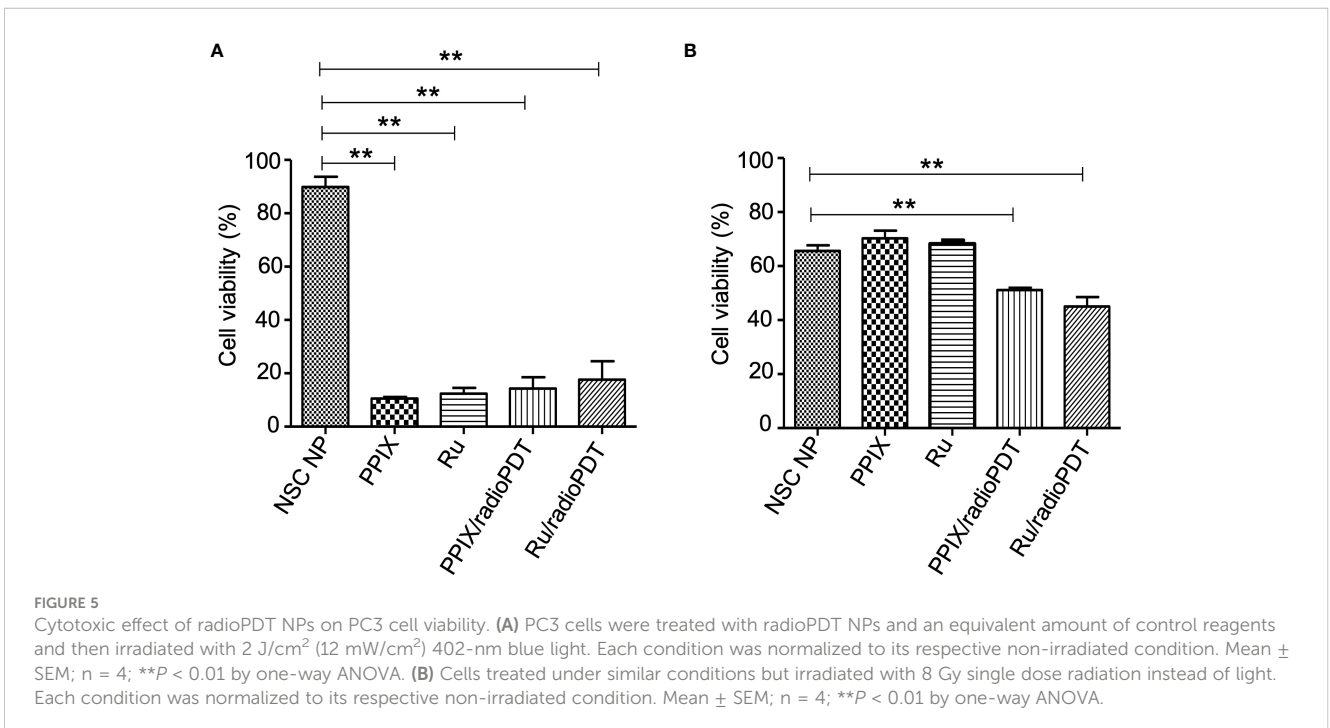 A
**
**
**
**
Cell viability (%)
100
80
60
40
20
0
NSC NP
PPIX
Ru
PPIX/radioPDT
Ru/radioPDT
B
**
**
Cell viability (%)
100
80
60
40
20
0
NSC NP
PPIX
Ru
PPIX/radioPDT
Ru/radioPDT
FIGURE 5
Cytotoxic effect of radioPDT NPs on PC3 cell viability. (A) PC3 cells were treated with radioPDT NPs and an equivalent amount of control reagents
and then irradiated with 2 J/cm² (12 mW/cm²) 402-nm blue light. Each condition was normalized to its respective non-irradiated condition. Mean ±
SEM; n = 4; **P < 0.01 by one-way ANOVA. (B) Cells treated under similar conditions but irradiated with 8 Gy single dose radiation instead of light.
Each condition was normalized to its respective non-irradiated condition. Mean ± SEM; n = 4; **P < 0.01 by one-way ANOVA.